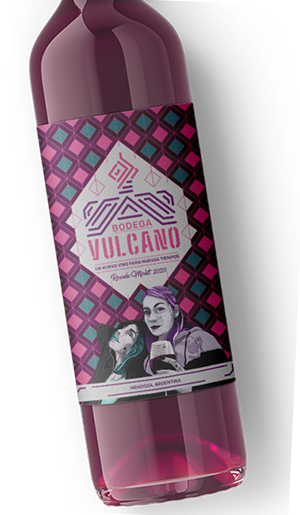 BODEGA
VULCANO
UN NUEVO VINO PARA NUEVOS TIEMPOS
Rosado Merlot 2020
MENDOZA, ARGENTINA